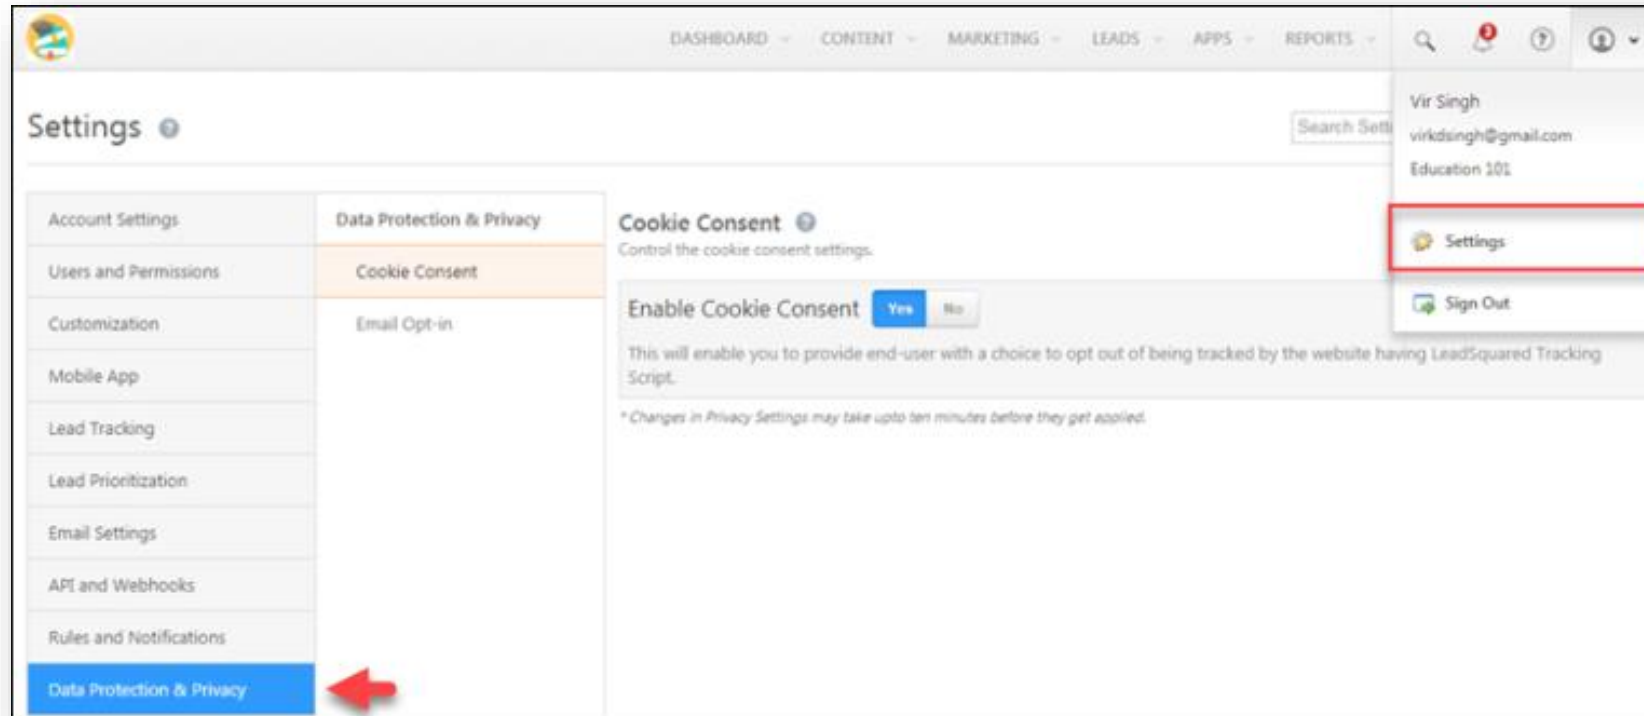 DASHBOARD CONTENT MARKETING LEADS APPS REPORTS
Settings
Search Setti
Vir Singh
virkdsingh@gmail.com
Education 101
Settings
Sign Out
Account Settings
Users and Permissions
Customization
Mobile App
Lead Tracking
Lead Prioritization
Email Settings
API and Webhooks
Rules and Notifications
Data Protection & Privacy
Data Protection & Privacy
Cookie Consent
Email Opt-in
Cookie Consent
Control the cookie consent settings.
Enable Cookie Consent Yes No
This will enable you to provide end-user with a choice to opt out of being tracked by the website having LeadSquared Tracking
Script.
* Changes in Privacy Settings may take upto ten minutes before they get applied.